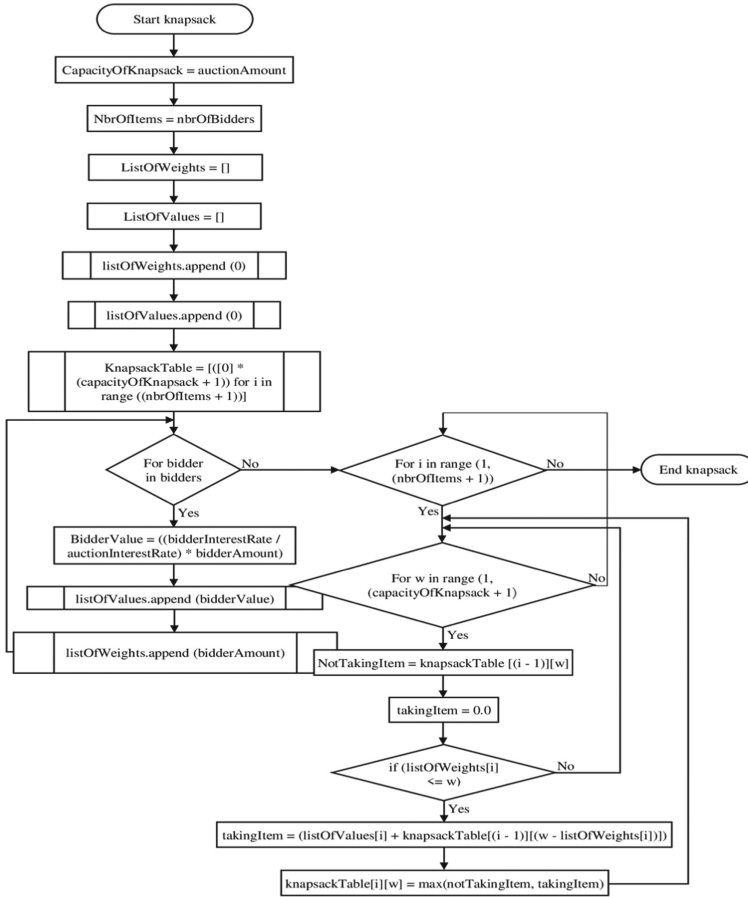 Start knapsack
CapacityOfKnapsack = auctionAmount
NbrOfItems = nbrOfBidders
ListOfWeights = []
ListOfValues = []
listOfWeights.append (0)
listOfValues.append (0)
KnapsackTable = [([0] *
(capacityOfKnapsack + 1)) for i in
range ((nbrOfItems + 1))]
For bidder
in bidders
No
Yes
BidderValue = ((bidderInterestRate /
auctionInterestRate) * bidderAmount)
listOfValues.append (bidderValue)
listOfWeights.append (bidderAmount)
For i in range (1,
(nbrOfItems + 1))
No
End knapsack
Yes
For w in range (1,
(capacityOfKnapsack + 1)
No
Yes
NotTakingItem = knapsackTable [(i - 1)][w]
takingItem = 0.0
if (listOfWeights[i]
<= w)
No
Yes
takingItem = (listOfValues[i] + knapsackTable[(i - 1)][(w - listOfWeights[i])])
knapsackTable[i][w] = max(notTakingItem, takingItem)